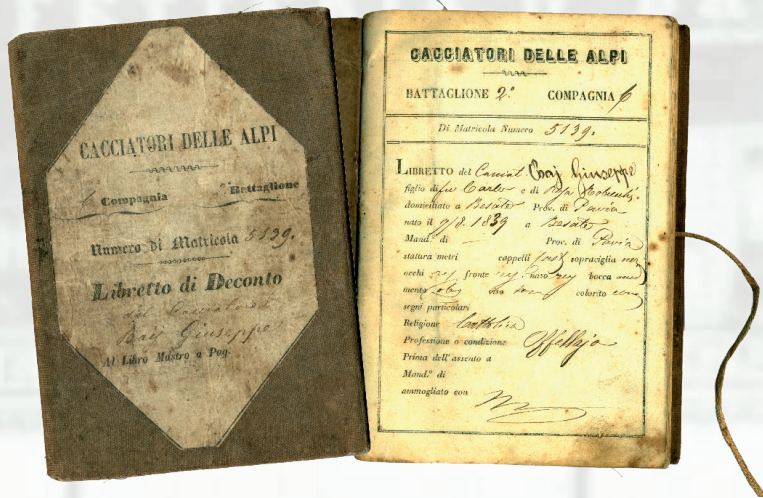 CACCIATORI DELLE ALPI
6 Compagnia 2° Battaglione
Numero di Matricola 5139.
Libretto di Deconto
del
Baj Giuseppe
Al Libro Mastro a Pag.
CACCIATORI DELLE ALPI
BATTAGLIONE 2° COMPAGNIA 6
Di Matricola Numero 5139.
LIBRETTO del Giuseppe
figlio di fu Carlo e di
domiciliato a Besate Prov. di Pavia
nato il 9/8. 1839 a Besate
Mand.° di Prov. di Pavia
statura metri cappelli sopraciglia
occhi fronte naso bocca
mento colorito
segni particolari
Religione Cattolica
Professione o condizione Offellajo
Prima dell'assento a
Mand.° di
ammogliato con